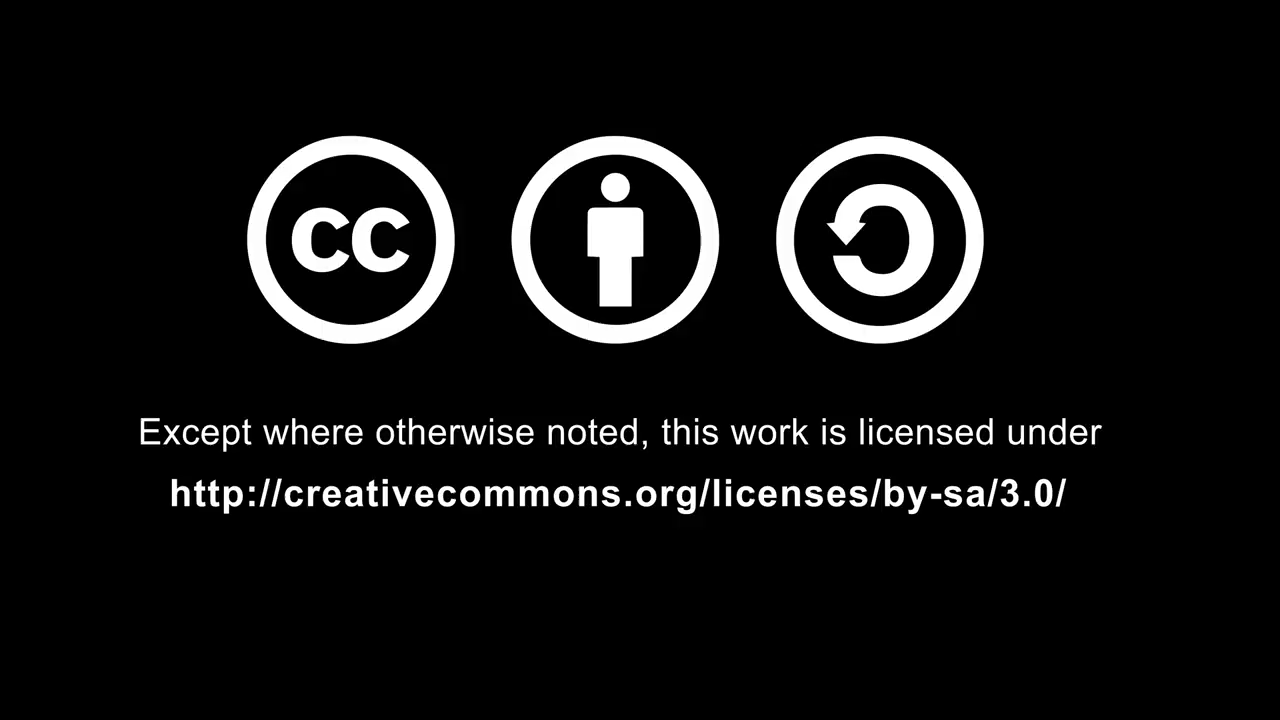 cc
Except where otherwise noted, this work is licensed under
http://creativecommons.org/licenses/by-sa/3.0/